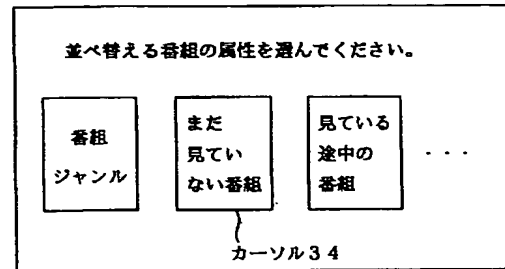 並べ替える番組の属性を選んでください。
番組
ジャンル
まだ
見てい
ない番組
見ている
途中の
番組
・・・
カーソル34